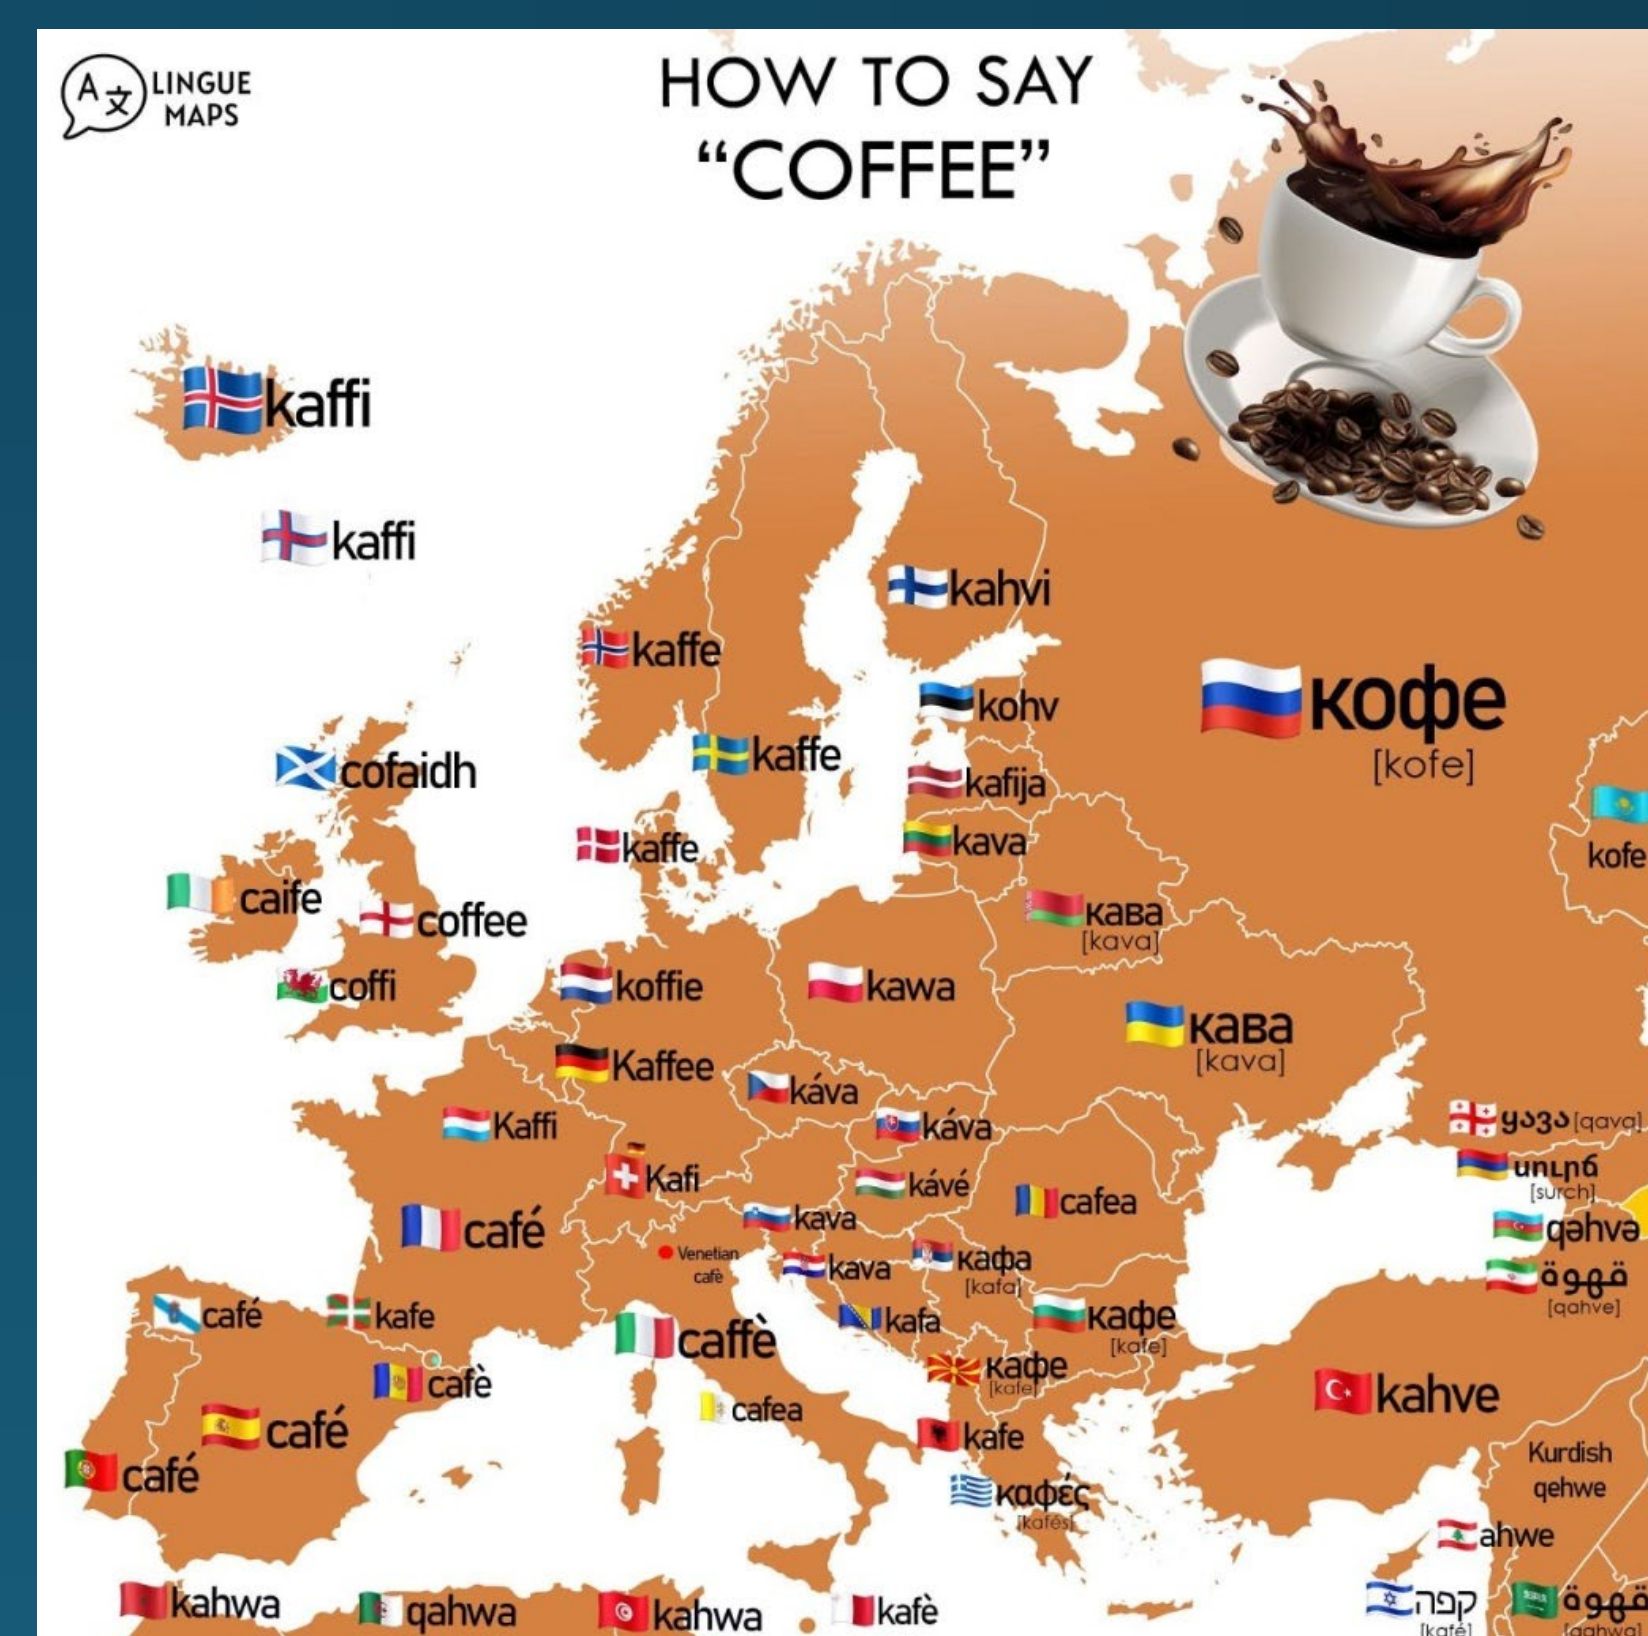 LINGUE
MAPS
HOW TO SAY
“COFFEE”
kaffi
kaffi
kahvi
kaffe
kohv
кофе
[kofe]
kaffe
cofaidh
kafija
kofe
kaffe
kava
caife
coffee
кава
[kava]
coffi
koffie
kawa
кава
[kava]
Kaffee
káva
Kaffi
káva
ყავა [qava]
սուրճ
[surch]
Kafi
kávé
cafea
café
kava
qəhvə
Venetian
cafè
kava
кафа
[kafa]
قهوة
[qahve]
café
kafe
kafa
кафе
[kafe]
caffè
кафе
[kafe]
cafè
kahve
cafea
café
kafe
Kurdish
qehwe
café
καφές
[kafés]
ahwe
kahwa
qahwa
kahwa
kafè
קפה
[kafé]
قهوة
[qahwa]